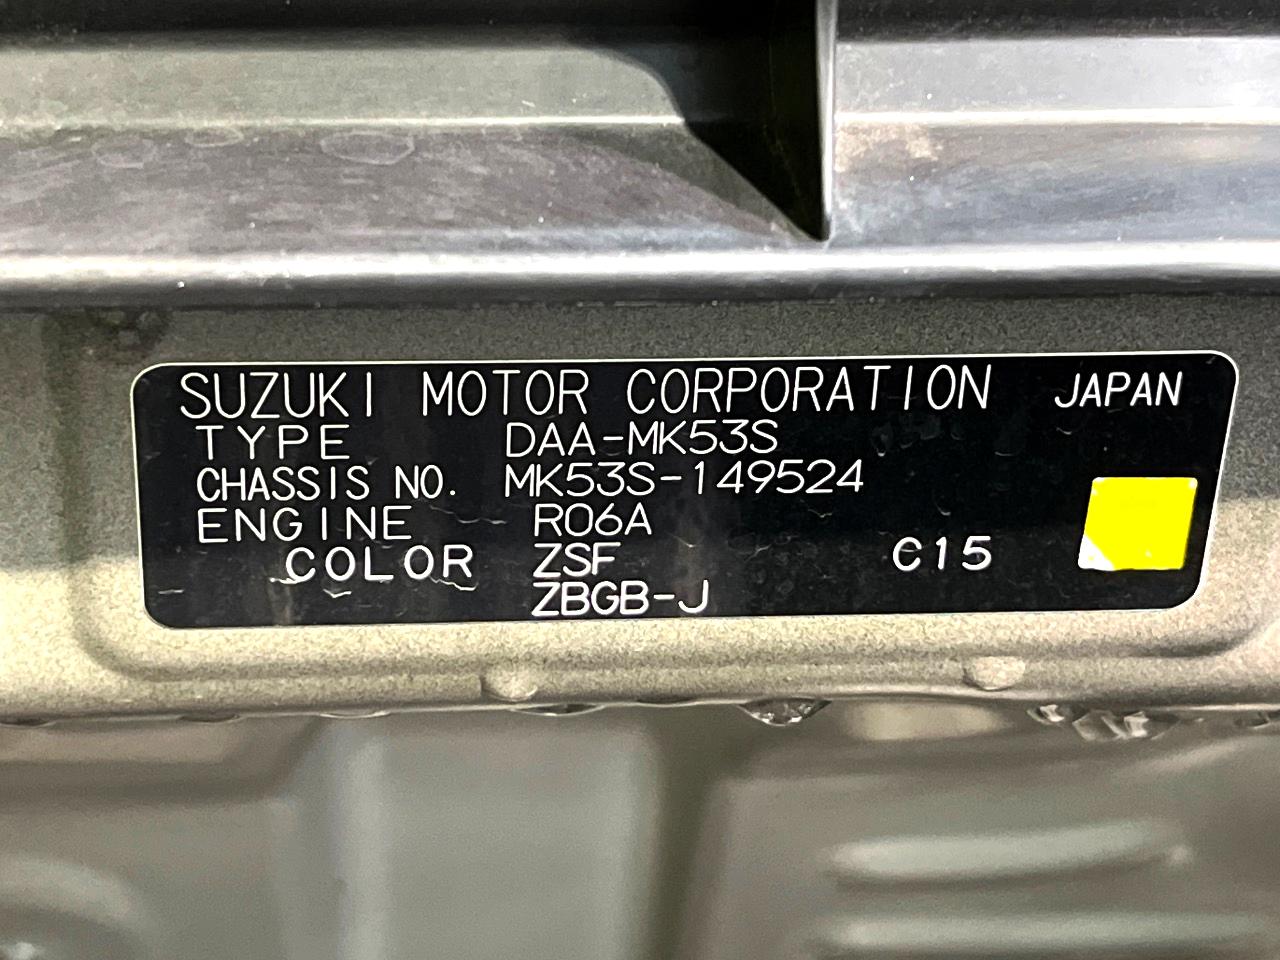 SUZUKI MOTOR CORPORATION JAPAN
TYPE DAA-MK53S
CHASSIS NO. MK53S-149524
ENGINE R06A
COLOR ZSF C15
ZBGB-J